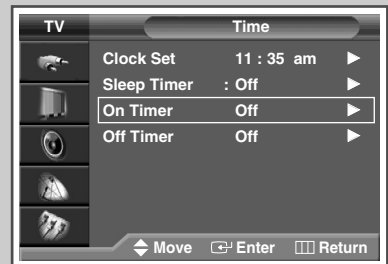 TV Time
Clock Set 11 : 35 am
Sleep Timer : Off
On Timer Off
Off Timer Off
Move Enter Return